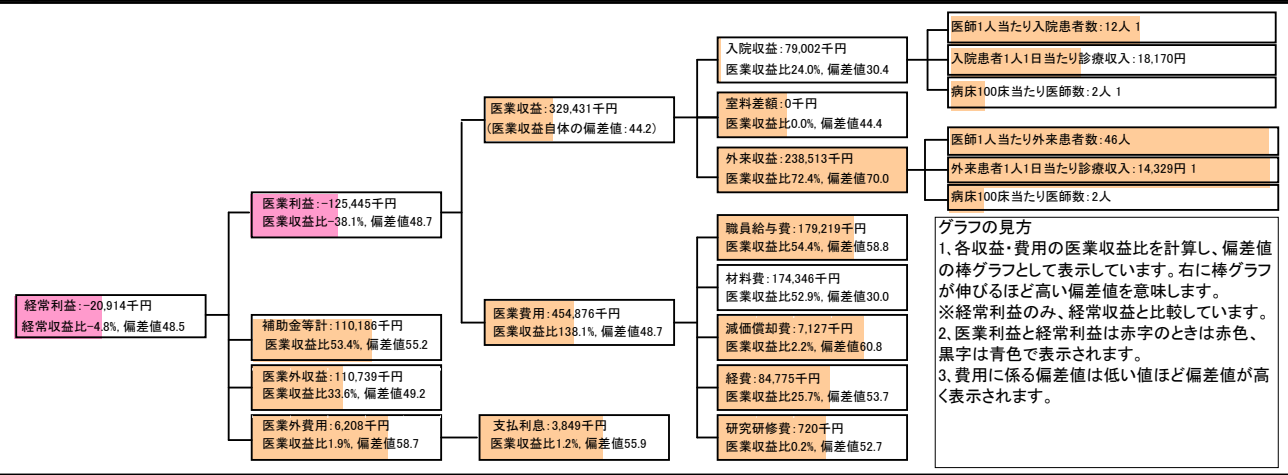 経常利益:-20,914千円
経常収益比-4.8%, 偏差値48.5
医業利益:-125,445千円
医業収益比-38.1%, 偏差値48.7
補助金等計:110,186千円
医業収益比53.4%, 偏差値55.2
医業外収益:110,739千円
医業収益比33.6%, 偏差値49.2
医業外費用:6,208千円
医業収益比1.9%, 偏差値58.7
医業収益:329,431千円
(医業収益自体の偏差値:44.2)
医業費用:454,876千円
医業収益比138.1%, 偏差値48.7
支払利息:3,849千円
医業収益比1.2%, 偏差値55.9
入院収益:79,002千円
医業収益比24.0%, 偏差値30.4
室料差額:0千円
医業収益比0.0%, 偏差値44.4
外来収益:238,513千円
医業収益比72.4%, 偏差値70.0
職員給与費:179,219千円
医業収益比54.4%, 偏差値58.8
材料費:174,346千円
医業収益比52.9%, 偏差値30.0
減価償却費:7,127千円
医業収益比2.2%, 偏差値60.8
経費:84,775千円
医業収益比25.7%, 偏差値53.7
研究研修費:720千円
医業収益比0.2%, 偏差値52.7
医師1人当たり入院患者数:12人 1
入院患者1人1日当たり診療収入:18,170円
病床100床当たり医師数:2人 1
医師1人当たり外来患者数:46人
外来患者1人1日当たり診療収入:14,329円 1
病床100床当たり医師数:2人
グラフの見方
1、各収益・費用の医業収益比を計算し、偏差値
の棒グラフとして表示しています。右に棒グラフ
が伸びるほど高い偏差値を意味します。
※経常利益のみ、経常収益と比較しています。
2、医業利益と経常利益は赤字のときは赤色、
黒字は青色で表示されます。
3、費用に係る偏差値は低い値ほど偏差値が高
く表示されます。